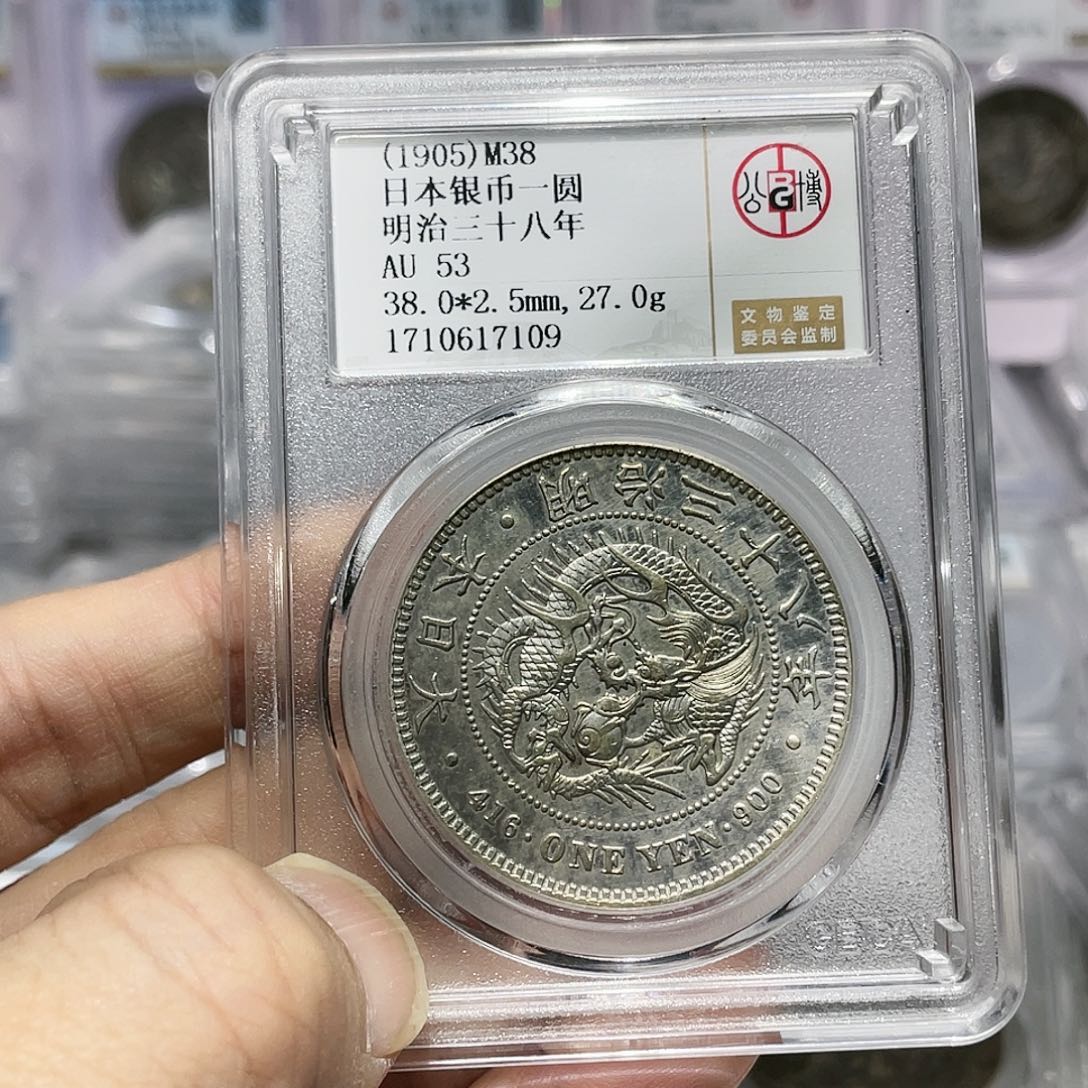 (1905)M38
日本银币一圆
明治三十八年
AU 53
38.0*2.5mm,27.0g
1710617109
公 BG 博
文物鉴定
委员会监制
大日本 · 明治三十八年 ·
416 · ONE YEN · 900